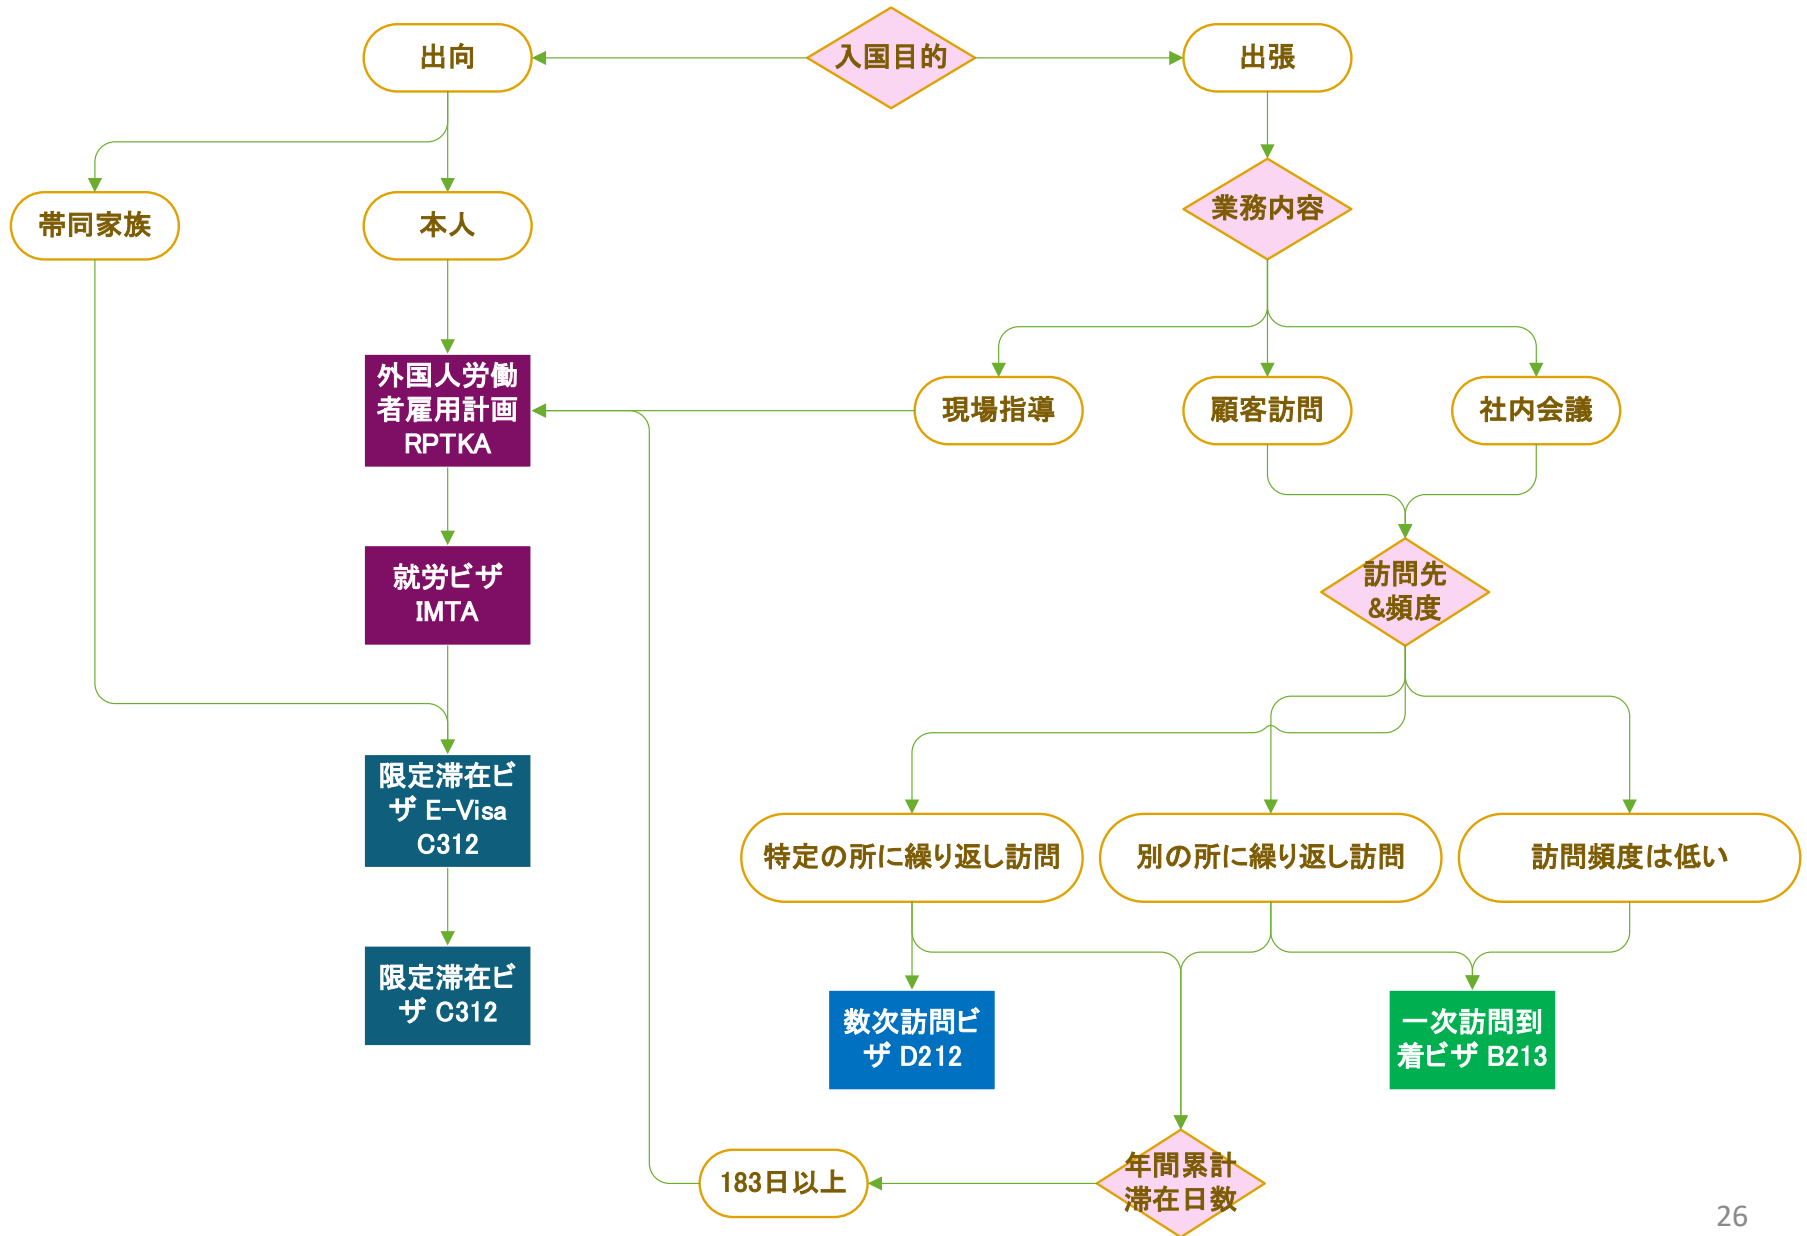 出向
入国目的
出張
帯同家族
本人
業務内容
外国人労働
者雇用計画
RPTKA
現場指導
顧客訪問
社内会議
就労ビザ
IMTA
訪問先
&頻度
限定滞在ビ
ザ E-Visa
C312
特定の所に繰り返し訪問
別の所に繰り返し訪問
訪問頻度は低い
限定滞在ビ
ザ C312
数次訪問ビ
ザ D212
一次訪問到
着ビザ B213
183日以上
年間累計
滞在日数
26